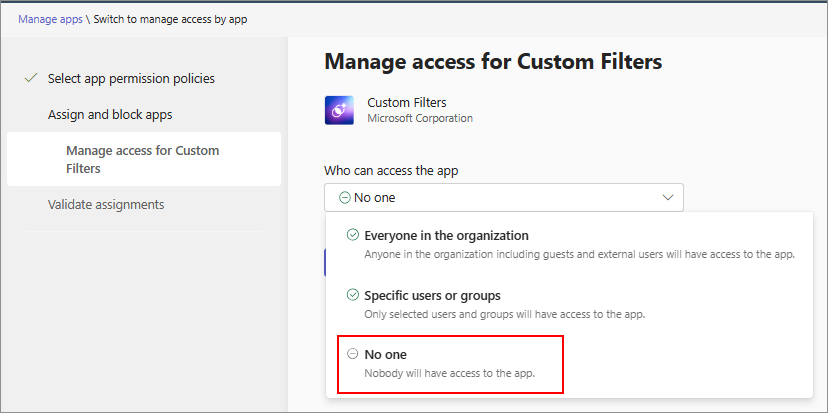 Manage apps \ Switch to manage access by app
Select app permission policies
Assign and block apps
Manage access for Custom
Filters
Validate assignments
Manage access for Custom Filters
Custom Filters
Microsoft Corporation
Who can access the app
No one
Everyone in the organization
Anyone in the organization including guests and external users will have access to the app.
Specific users or groups
Only selected users and groups will have access to the app.
No one
Nobody will have access to the app.